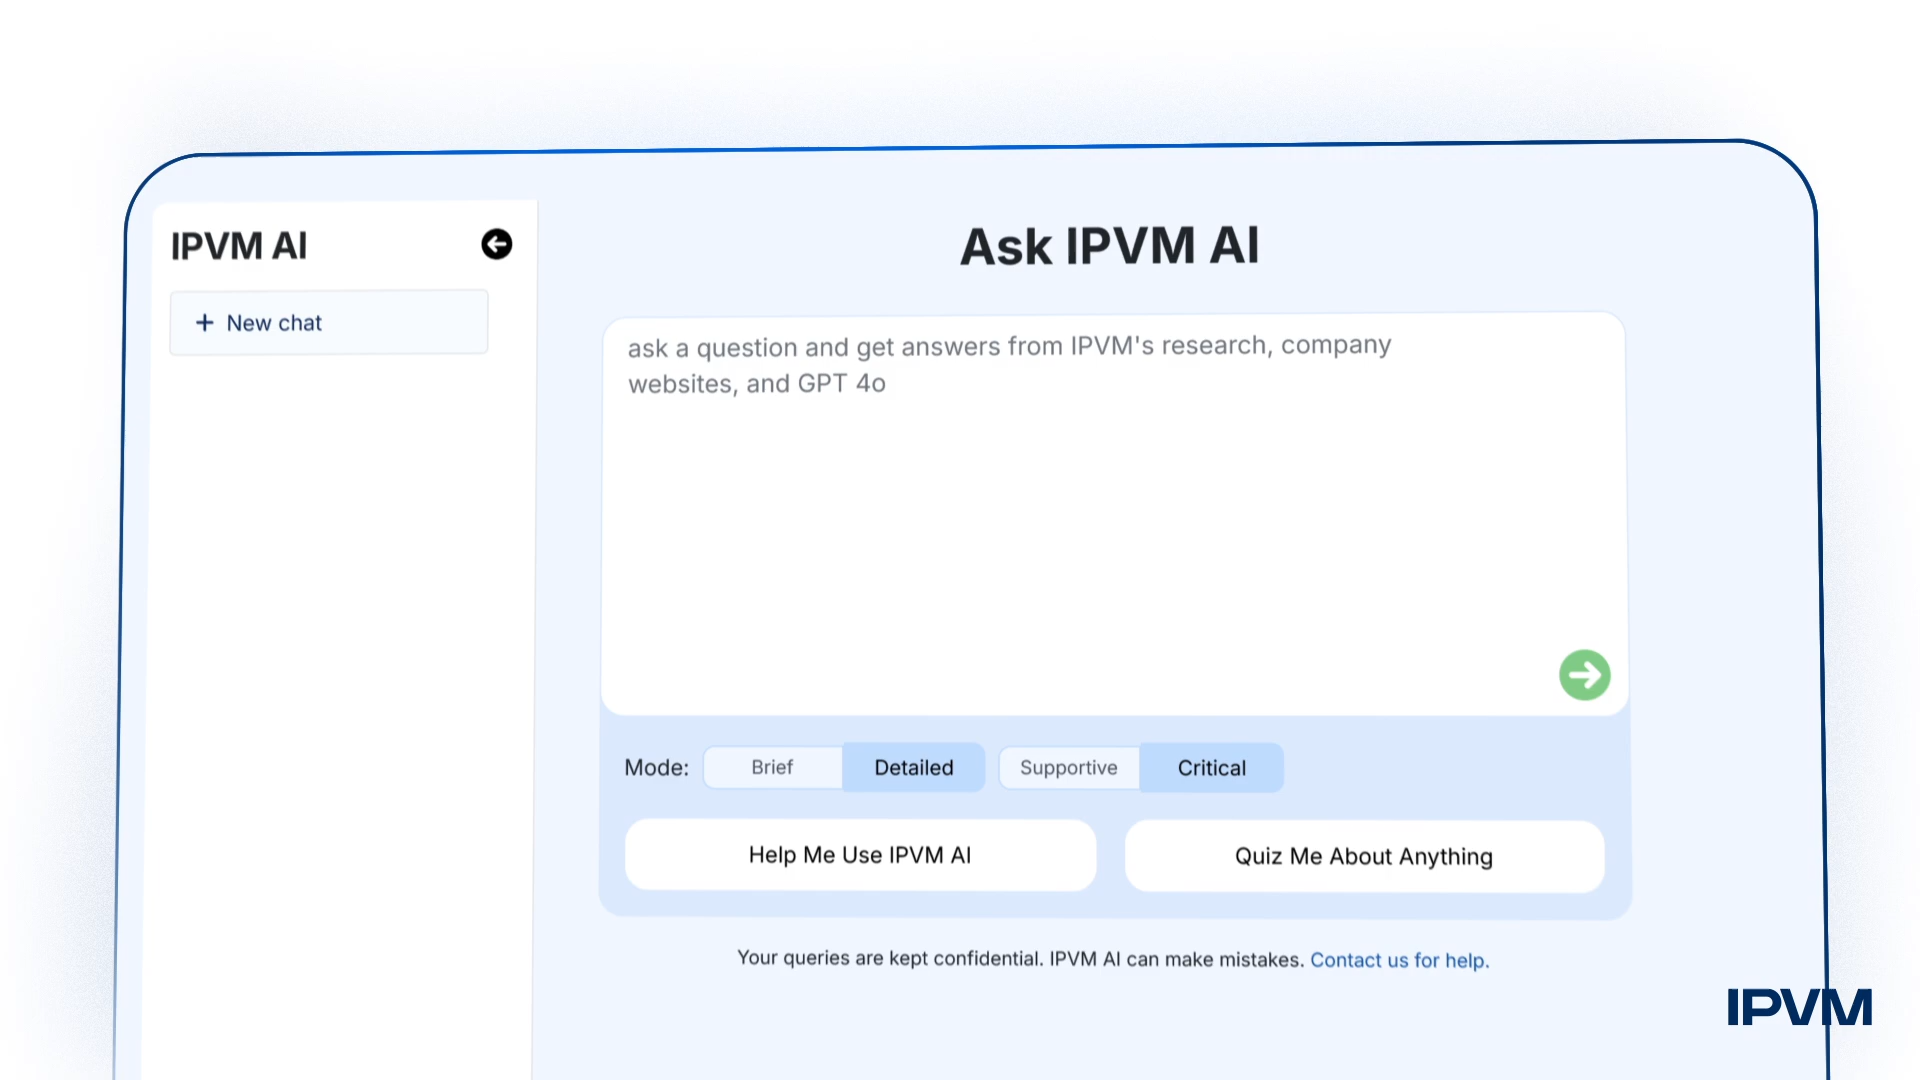 IPVM AI
+ New chat
Ask IPVM AI
ask a question and get answers from IPVM's research, company
websites, and GPT 4o
Mode: Brief Detailed Supportive Critical
Help Me Use IPVM AI Quiz Me About Anything
Your queries are kept confidential. IPVM AI can make mistakes. Contact us for help.
IPVM